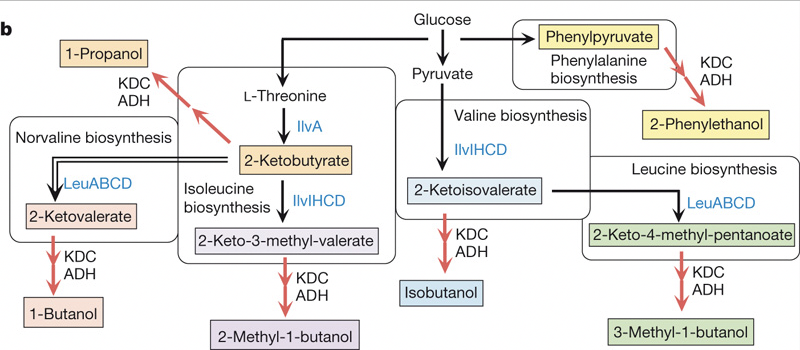 b
Glucose
Phenylpyruvate
Phenylalanine
biosynthesis
KDC
ADH
2-Phenylethanol
1-Propanol
KDC
ADH
L-Threonine
Pyruvate
IlvA
Valine biosynthesis
Norvaline biosynthesis
2-Ketobutyrate
IlvIHCD
Leucine biosynthesis
LeuABCD
Isoleucine
biosynthesis
IlvIHCD
2-Ketoisovalerate
LeuABCD
2-Ketovalerate
2-Keto-3-methyl-valerate
2-Keto-4-methyl-pentanoate
KDC
ADH
KDC
ADH
KDC
ADH
KDC
ADH
1-Butanol
2-Methyl-1-butanol
Isobutanol
3-Methyl-1-butanol